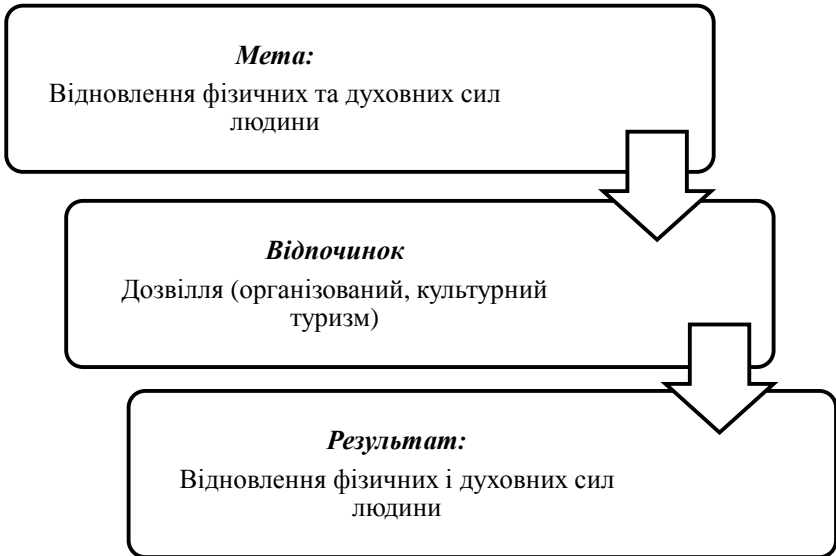 Мета:
Відновлення фізичних та духовних сил
людини
Відпочинок
Дозвілля (організований, культурний
туризм)
Результат:
Відновлення фізичних і духовних сил
людини